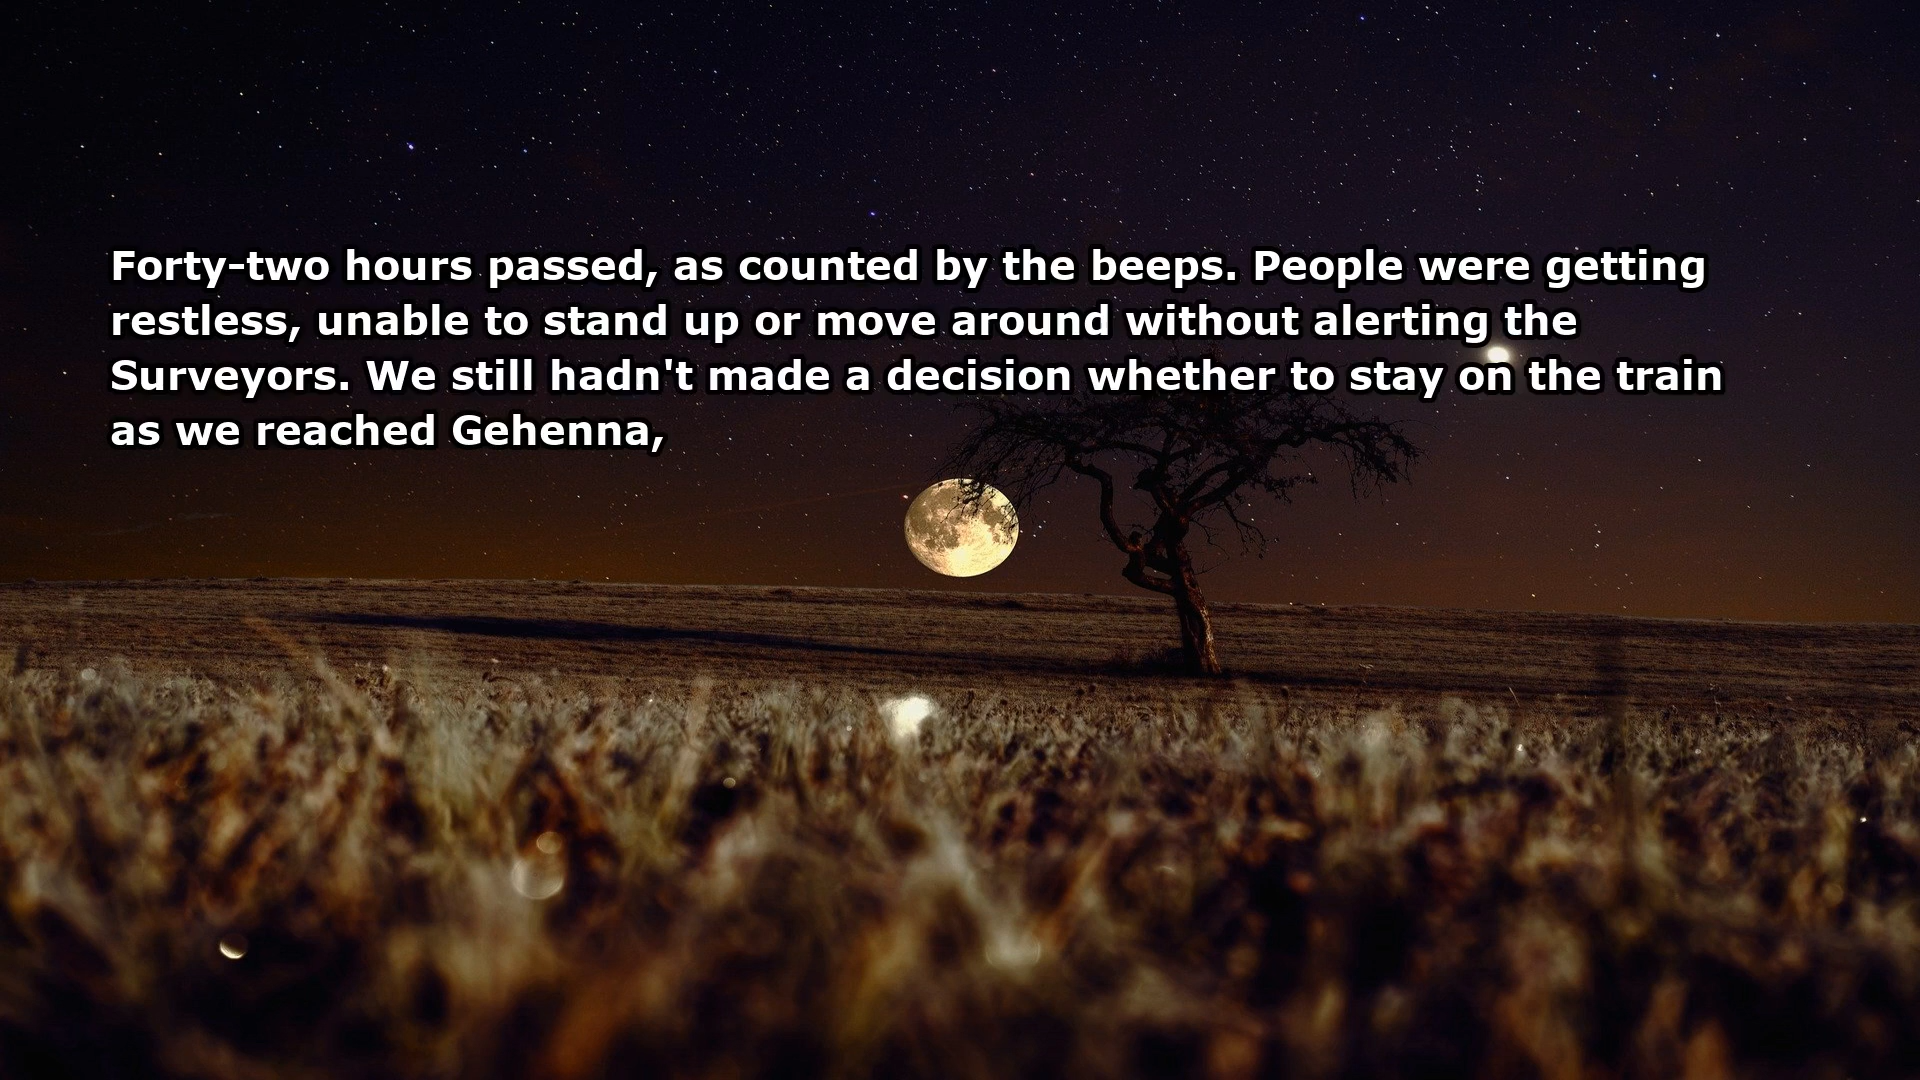 Forty-two hours passed, as counted by the beeps. People were getting
restless, unable to stand up or move around without alerting the
Surveyors. We still hadn't made a decision whether to stay on the train
as we reached Gehenna,